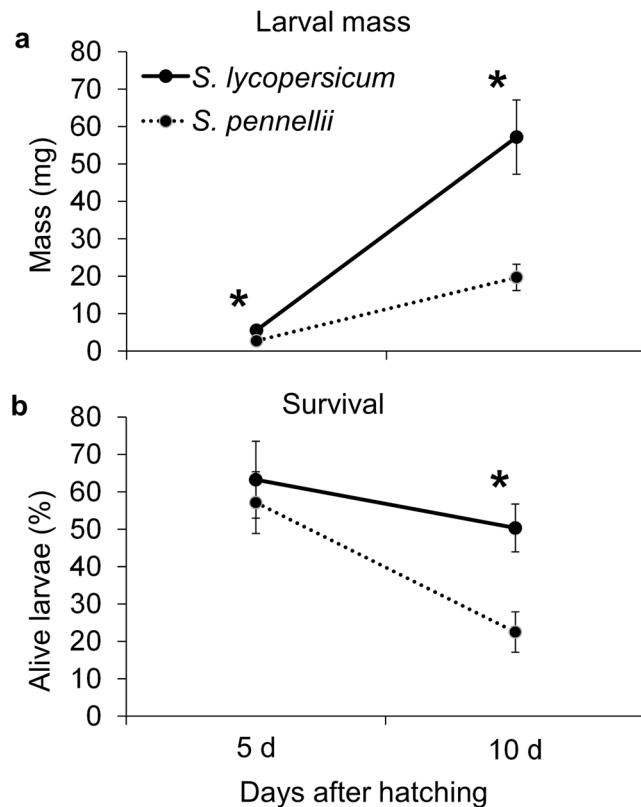 a
Larval mass
80
70
60
50
40
30
20
10
0
Mass (mg)
S. lycopersicum
S. pennellii
*
*
b
Survival
80
70
60
50
40
30
20
10
0
Alive larvae (%)
*
5 d
10 d
Days after hatching